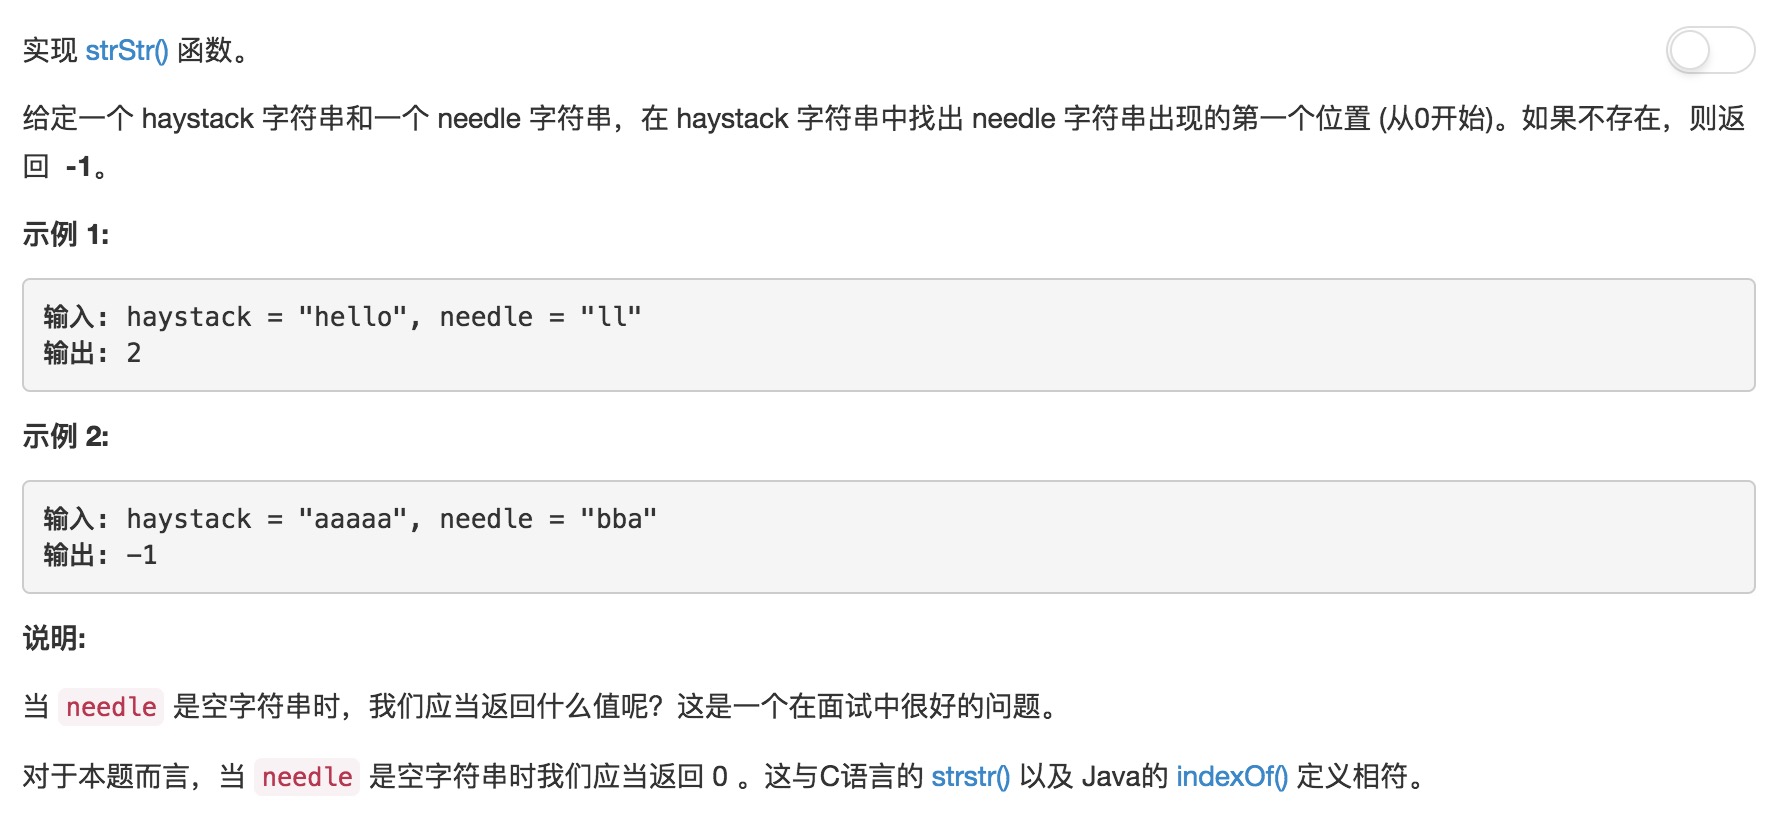 实现 strStr() 函数。
给定一个 haystack 字符串和一个 needle 字符串，在 haystack 字符串中找出 needle 字符串出现的第一个位置 (从0开始)。如果不存在，则返
回 -1。
示例 1:
输入: haystack = "hello", needle = "ll"
输出: 2
示例 2:
输入: haystack = "aaaaa", needle = "bba"
输出: -1
说明:
当 needle 是空字符串时，我们应当返回什么值呢？这是一个在面试中很好的问题。
对于本题而言，当 needle 是空字符串时我们应当返回 0 。这与C语言的 strstr() 以及 Java的 indexOf() 定义相符。